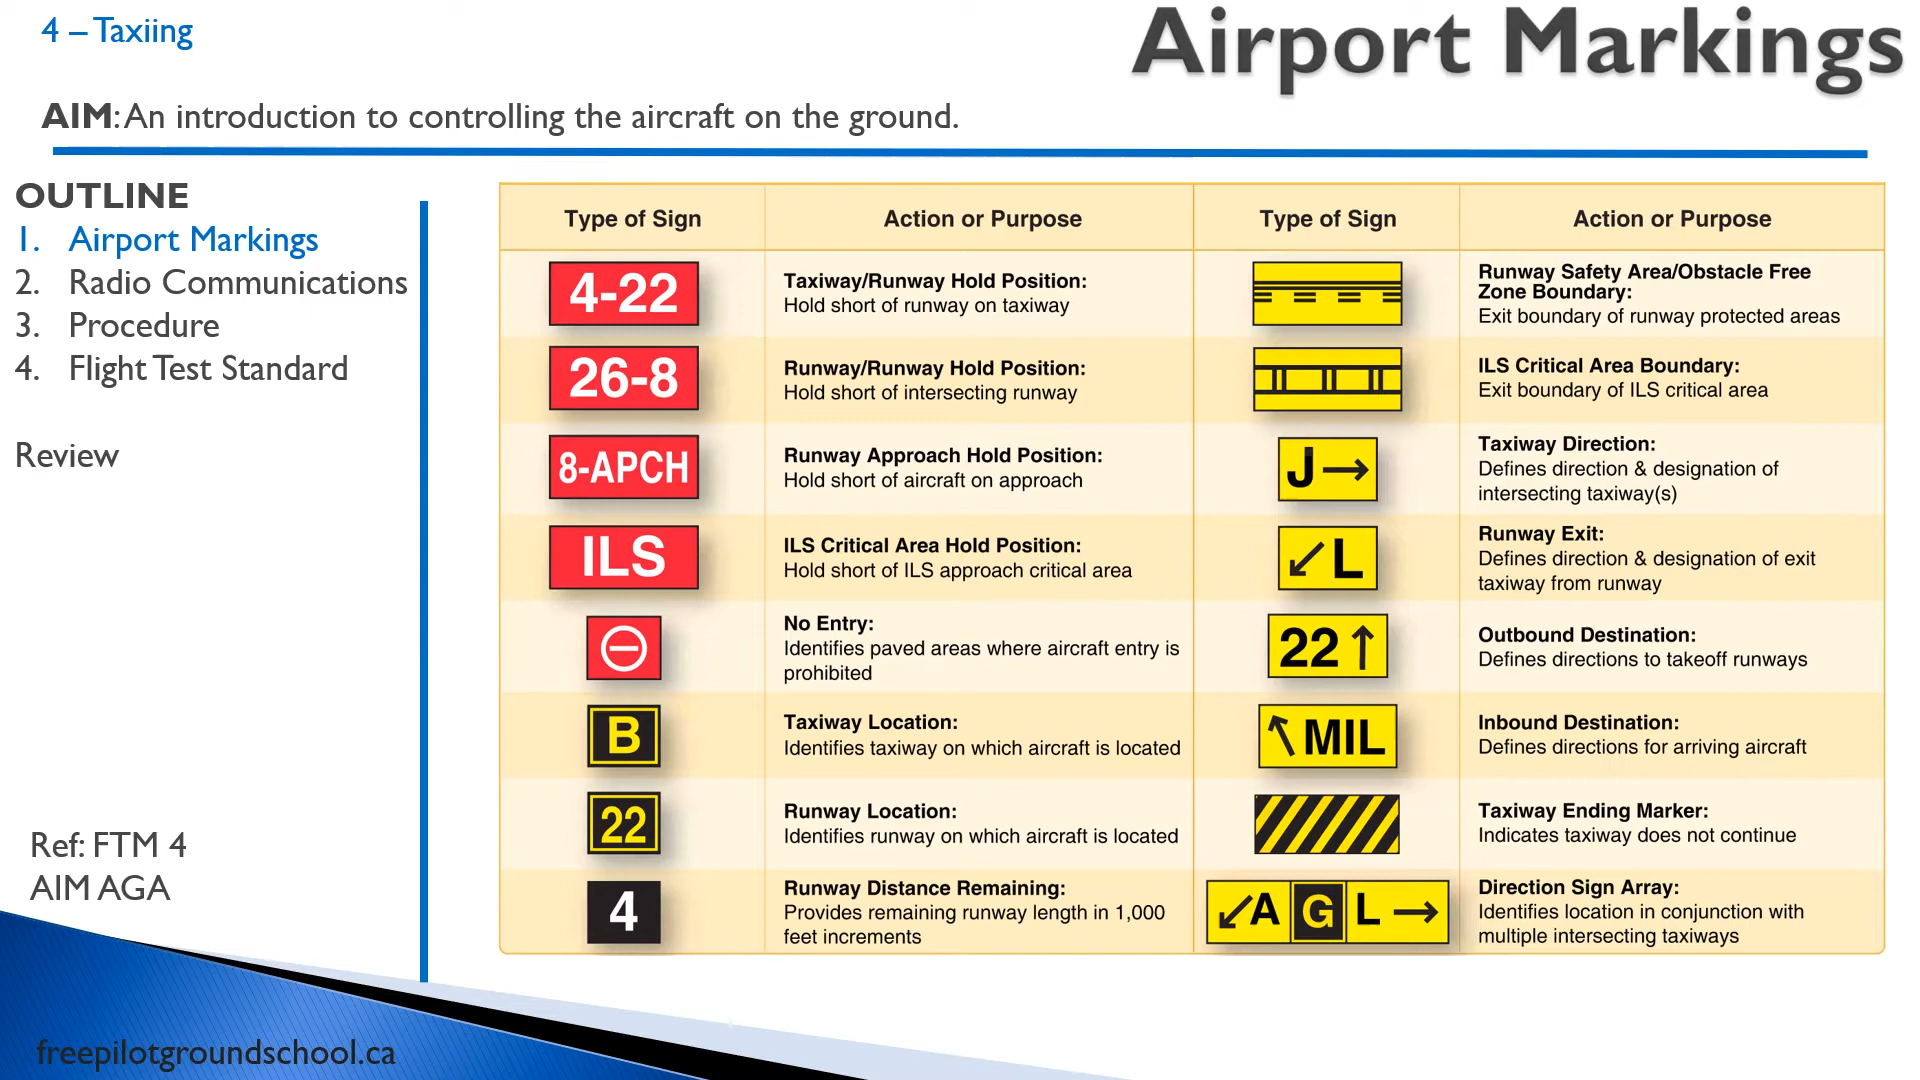 4 – Taxiing
Airport Markings
AIM: An introduction to controlling the aircraft on the ground.
OUTLINE
1. Airport Markings
2. Radio Communications
3. Procedure
4. Flight Test Standard
Review
Ref: FTM 4
AIM AGA
freepilotgroundschool.ca
Type of Sign
Action or Purpose
4-22
Taxiway/Runway Hold Position:
Hold short of runway on taxiway
26-8
Runway/Runway Hold Position:
Hold short of intersecting runway
8-APCH
Runway Approach Hold Position:
Hold short of aircraft on approach
ILS
ILS Critical Area Hold Position:
Hold short of ILS approach critical area
No Entry:
Identifies paved areas where aircraft entry is
prohibited
B
Taxiway Location:
Identifies taxiway on which aircraft is located
22
Runway Location:
Identifies runway on which aircraft is located
4
Runway Distance Remaining:
Provides remaining runway length in 1,000
feet increments
Type of Sign
Action or Purpose
Runway Safety Area/Obstacle Free
Zone Boundary:
Exit boundary of runway protected areas
ILS Critical Area Boundary:
Exit boundary of ILS critical area
J→
Taxiway Direction:
Defines direction & designation of
intersecting taxiway(s)
↙L
Runway Exit:
Defines direction & designation of exit
taxiway from runway
22↑
Outbound Destination:
Defines directions to takeoff runways
↖MIL
Inbound Destination:
Defines directions for arriving aircraft
Taxiway Ending Marker:
Indicates taxiway does not continue
↙A G L→
Direction Sign Array:
Identifies location in conjunction with
multiple intersecting taxiways